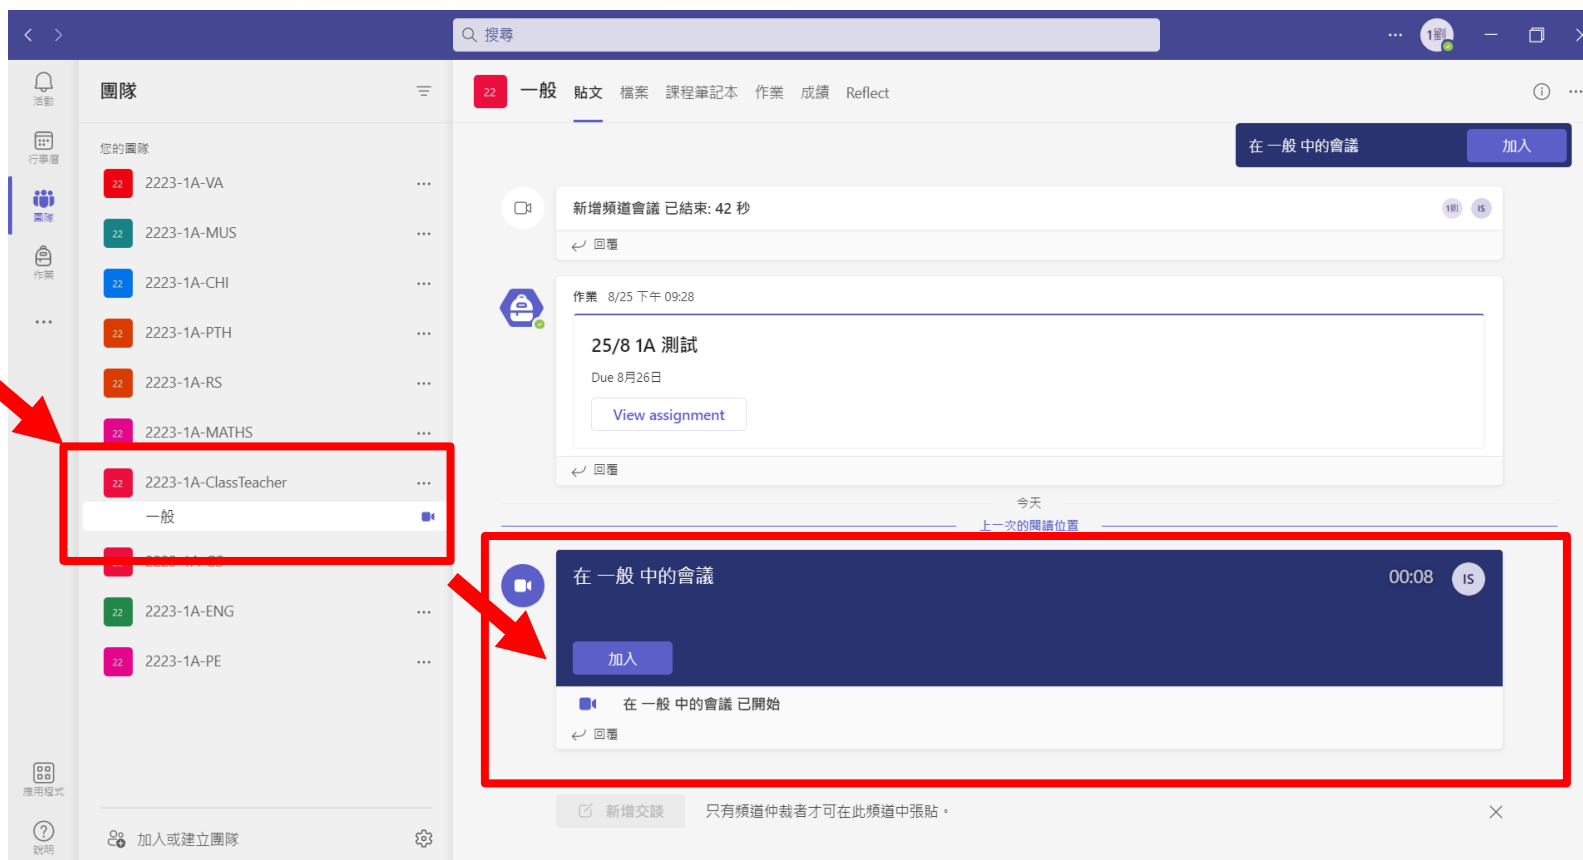 搜尋
1劉
活動
行事曆
團隊
作業
應用程式
說明
團隊
您的團隊
22 2223-1A-VA
22 2223-1A-MUS
22 2223-1A-CHI
22 2223-1A-PTH
22 2223-1A-RS
22 2223-1A-MATHS
22 2223-1A-ClassTeacher
一般
22 2223-1A-ENG
22 2223-1A-PE
加入或建立團隊
22 一般 貼文 檔案 課程筆記本 作業 成績 Reflect
在 一般 中的會議 加入
新增頻道會議 已結束: 42 秒 1劉 IS
回覆
作業 8/25 下午 09:28
25/8 1A 測試
Due 8月26日
View assignment
回覆
今天
上一次的閱讀位置
在 一般 中的會議 00:08 IS
加入
在 一般 中的會議 已開始
回覆
新增交談 只有頻道仲裁者才可在此頻道中張貼。